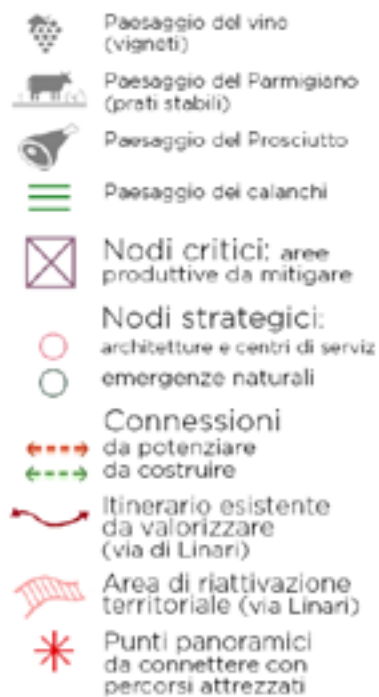 Paesaggio del vino
(vigneti)
Paesaggio del Parmigiano
(prati stabili)
Paesaggio del Prosciutto
Paesaggio dei calanchi
Nodi critici: aree
produttive da mitigare
Nodi strategici:
architetture e centri di serviz
emergenze naturali
Connessioni
da potenziare
da costruire
Itinerario esistente
da valorizzare
(via di Linari)
Area di riattivazione
territoriale (via Linari)
Punti panoramici
da connettere con
percorsi attrezzati